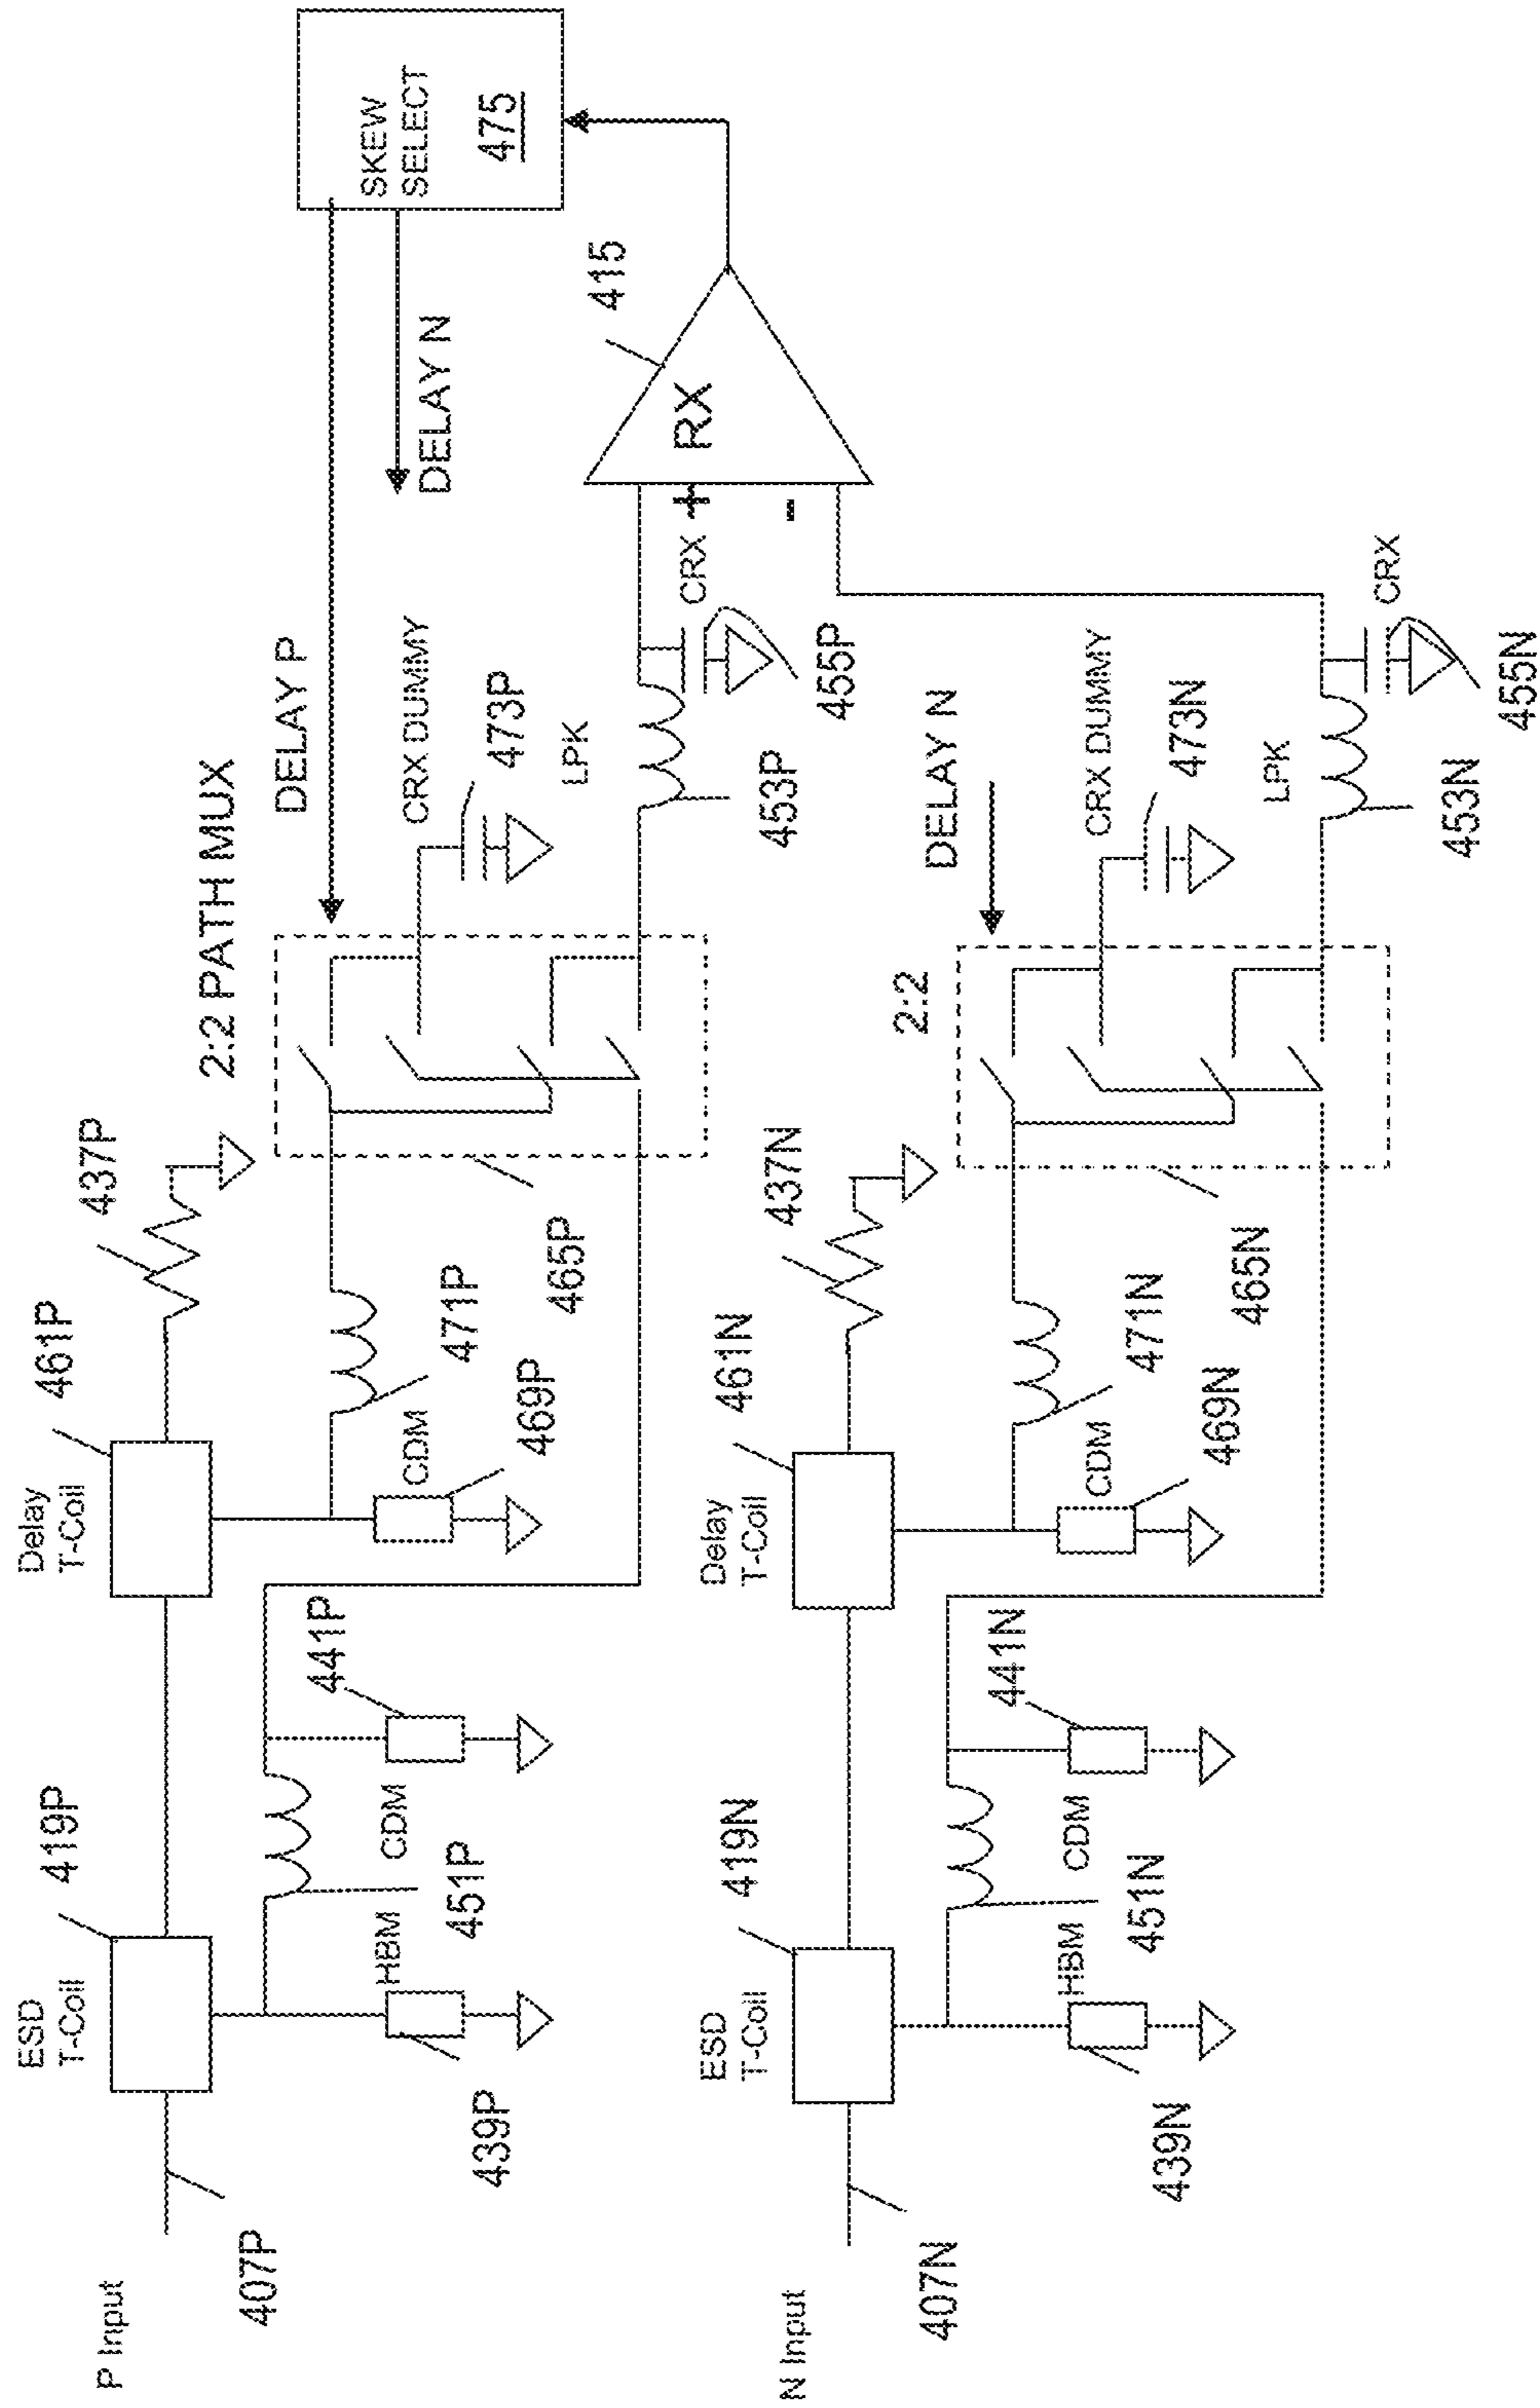 P Input
407P
ESD
T-Coil
419P
439P
HBM
451P
CDM
441P
Delay
T-Coil
461P
437P
CDM
469P
471P
465P
2:2 PATH MUX
DELAY P
CRX DUMMY
473P
LPK
453P
CRX
455P
DELAY N
+
-
RX
415
SKEW
SELECT
475
N Input
407N
ESD
T-Coil
419N
439N
HBM
451N
CDM
441N
Delay
T-Coil
461N
437N
CDM
469N
471N
465N
2:2
DELAY N
CRX DUMMY
473N
LPK
453N
CRX
455N